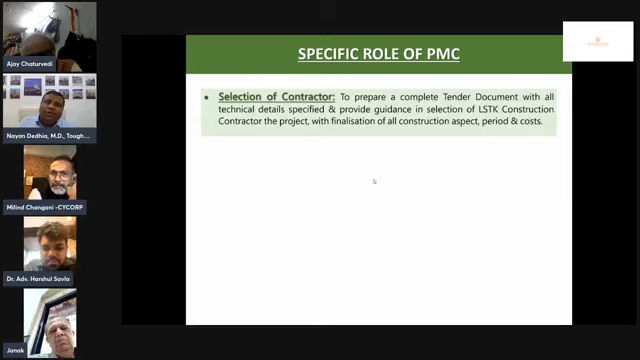 Ajay Chaturvedi
Nayan Dedhia, M.D., Tough...
Milind Changani -CYCORP
Dr. Adv. Harshul Savla
Janak
SPECIFIC ROLE OF PMC
• Selection of Contractor: To prepare a complete Tender Document with all
technical details specified & provide guidance in selection of LSTK Construction
Contractor the project, with finalisation of all construction aspect, period & costs.